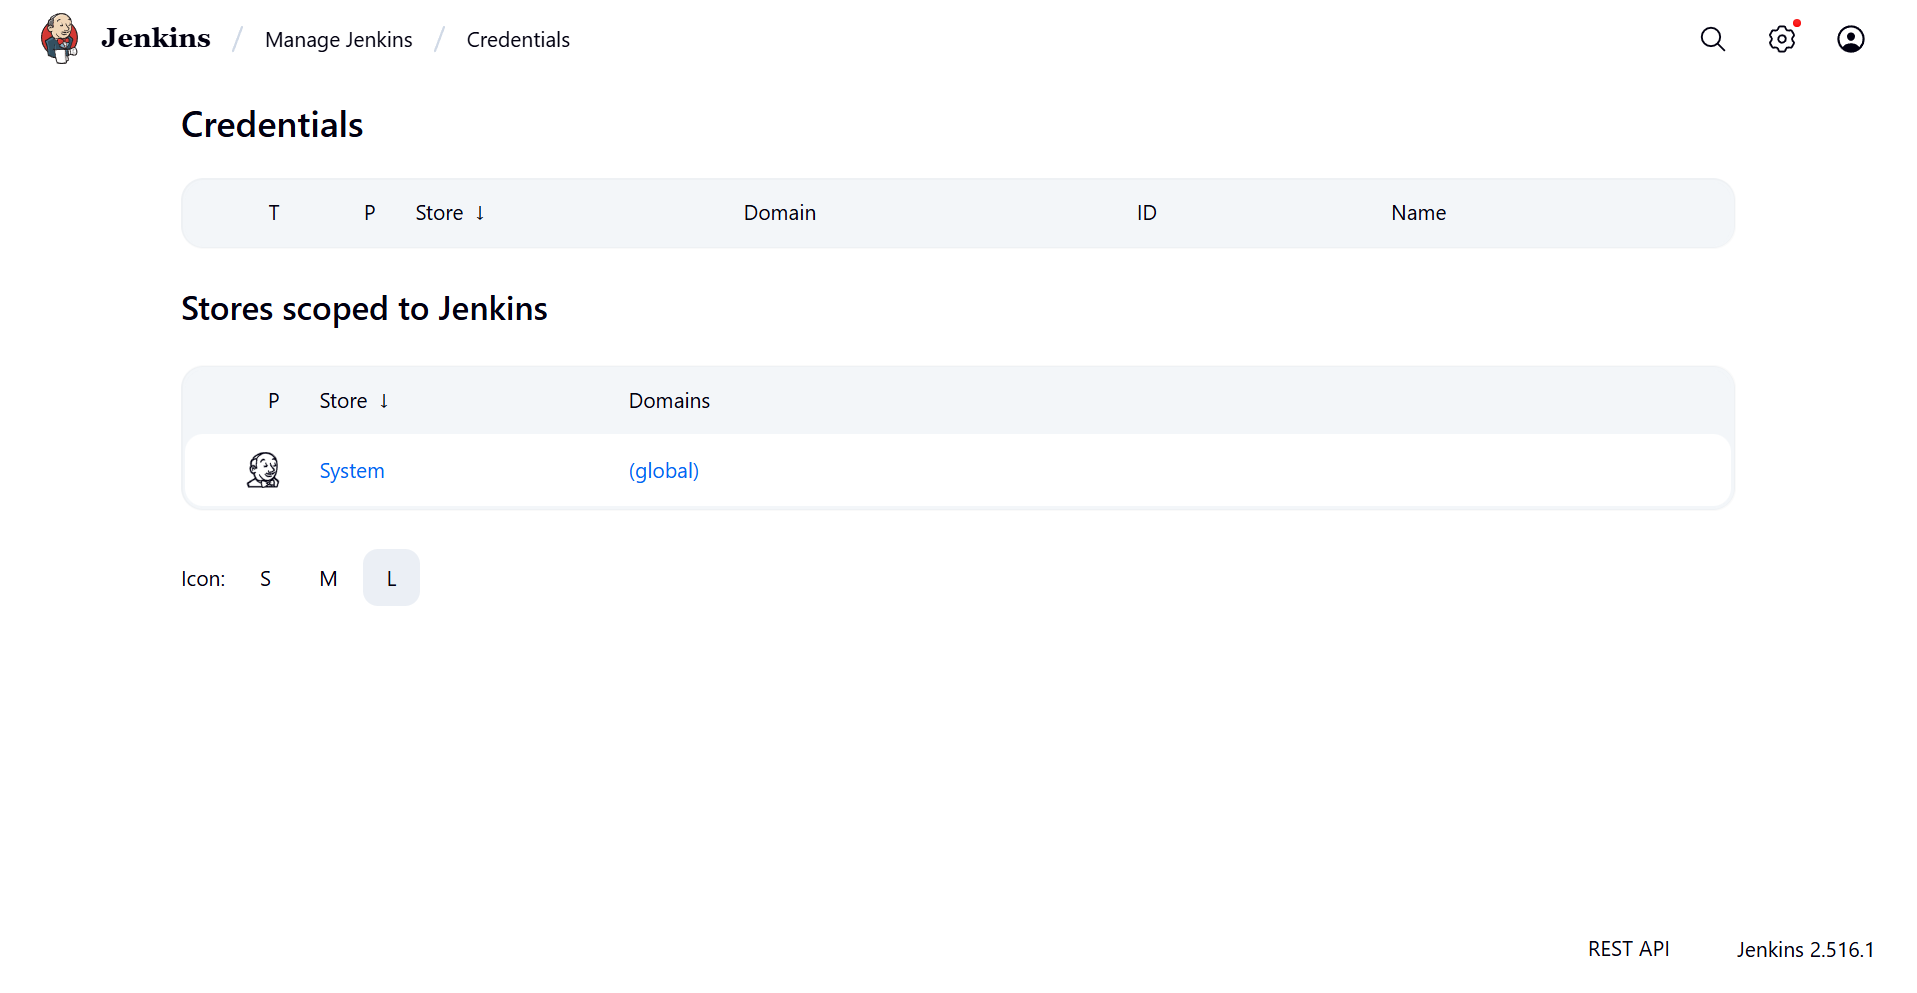 Jenkins / Manage Jenkins / Credentials
Credentials
T P Store ↓ Domain ID Name
Stores scoped to Jenkins
P Store ↓ Domains
System (global)
Icon: S M L
REST API Jenkins 2.516.1